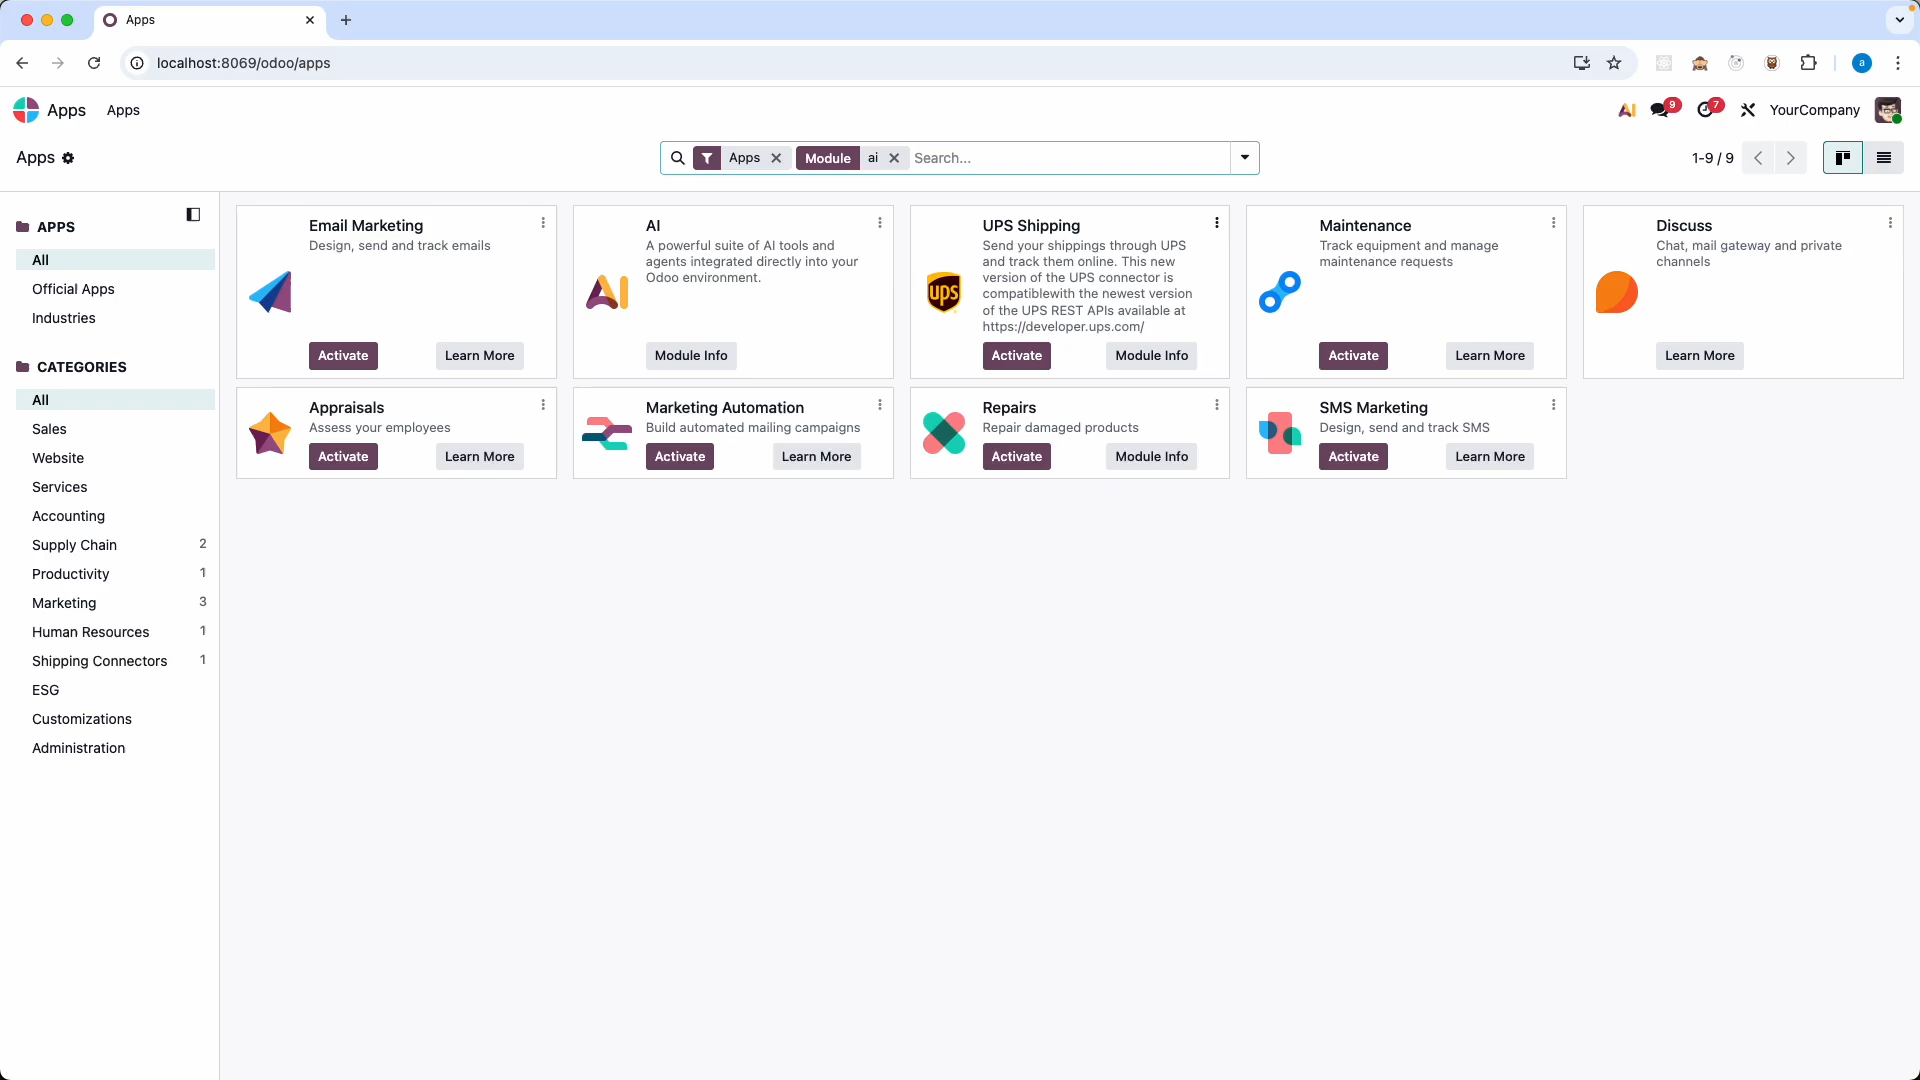 Apps
localhost:8069/odoo/apps
a
Apps
Apps
AI
9
7
YourCompany
Apps
Apps
Module
ai
Search...
1-9 / 9
APPS
All
Official Apps
Industries
CATEGORIES
All
Sales
Website
Services
Accounting
Supply Chain 2
Productivity 1
Marketing 3
Human Resources 1
Shipping Connectors 1
ESG
Customizations
Administration
Email Marketing
Design, send and track emails
Activate
Learn More
AI
AI
A powerful suite of AI tools and
agents integrated directly into your
Odoo environment.
Module Info
ups
UPS Shipping
Send your shippings through UPS
and track them online. This new
version of the UPS connector is
compatiblewith the newest version
of the UPS REST APIs available at
https://developer.ups.com/
Activate
Module Info
Maintenance
Track equipment and manage
maintenance requests
Activate
Learn More
Discuss
Chat, mail gateway and private
channels
Learn More
Appraisals
Assess your employees
Activate
Learn More
Marketing Automation
Build automated mailing campaigns
Activate
Learn More
Repairs
Repair damaged products
Activate
Module Info
SMS Marketing
Design, send and track SMS
Activate
Learn More